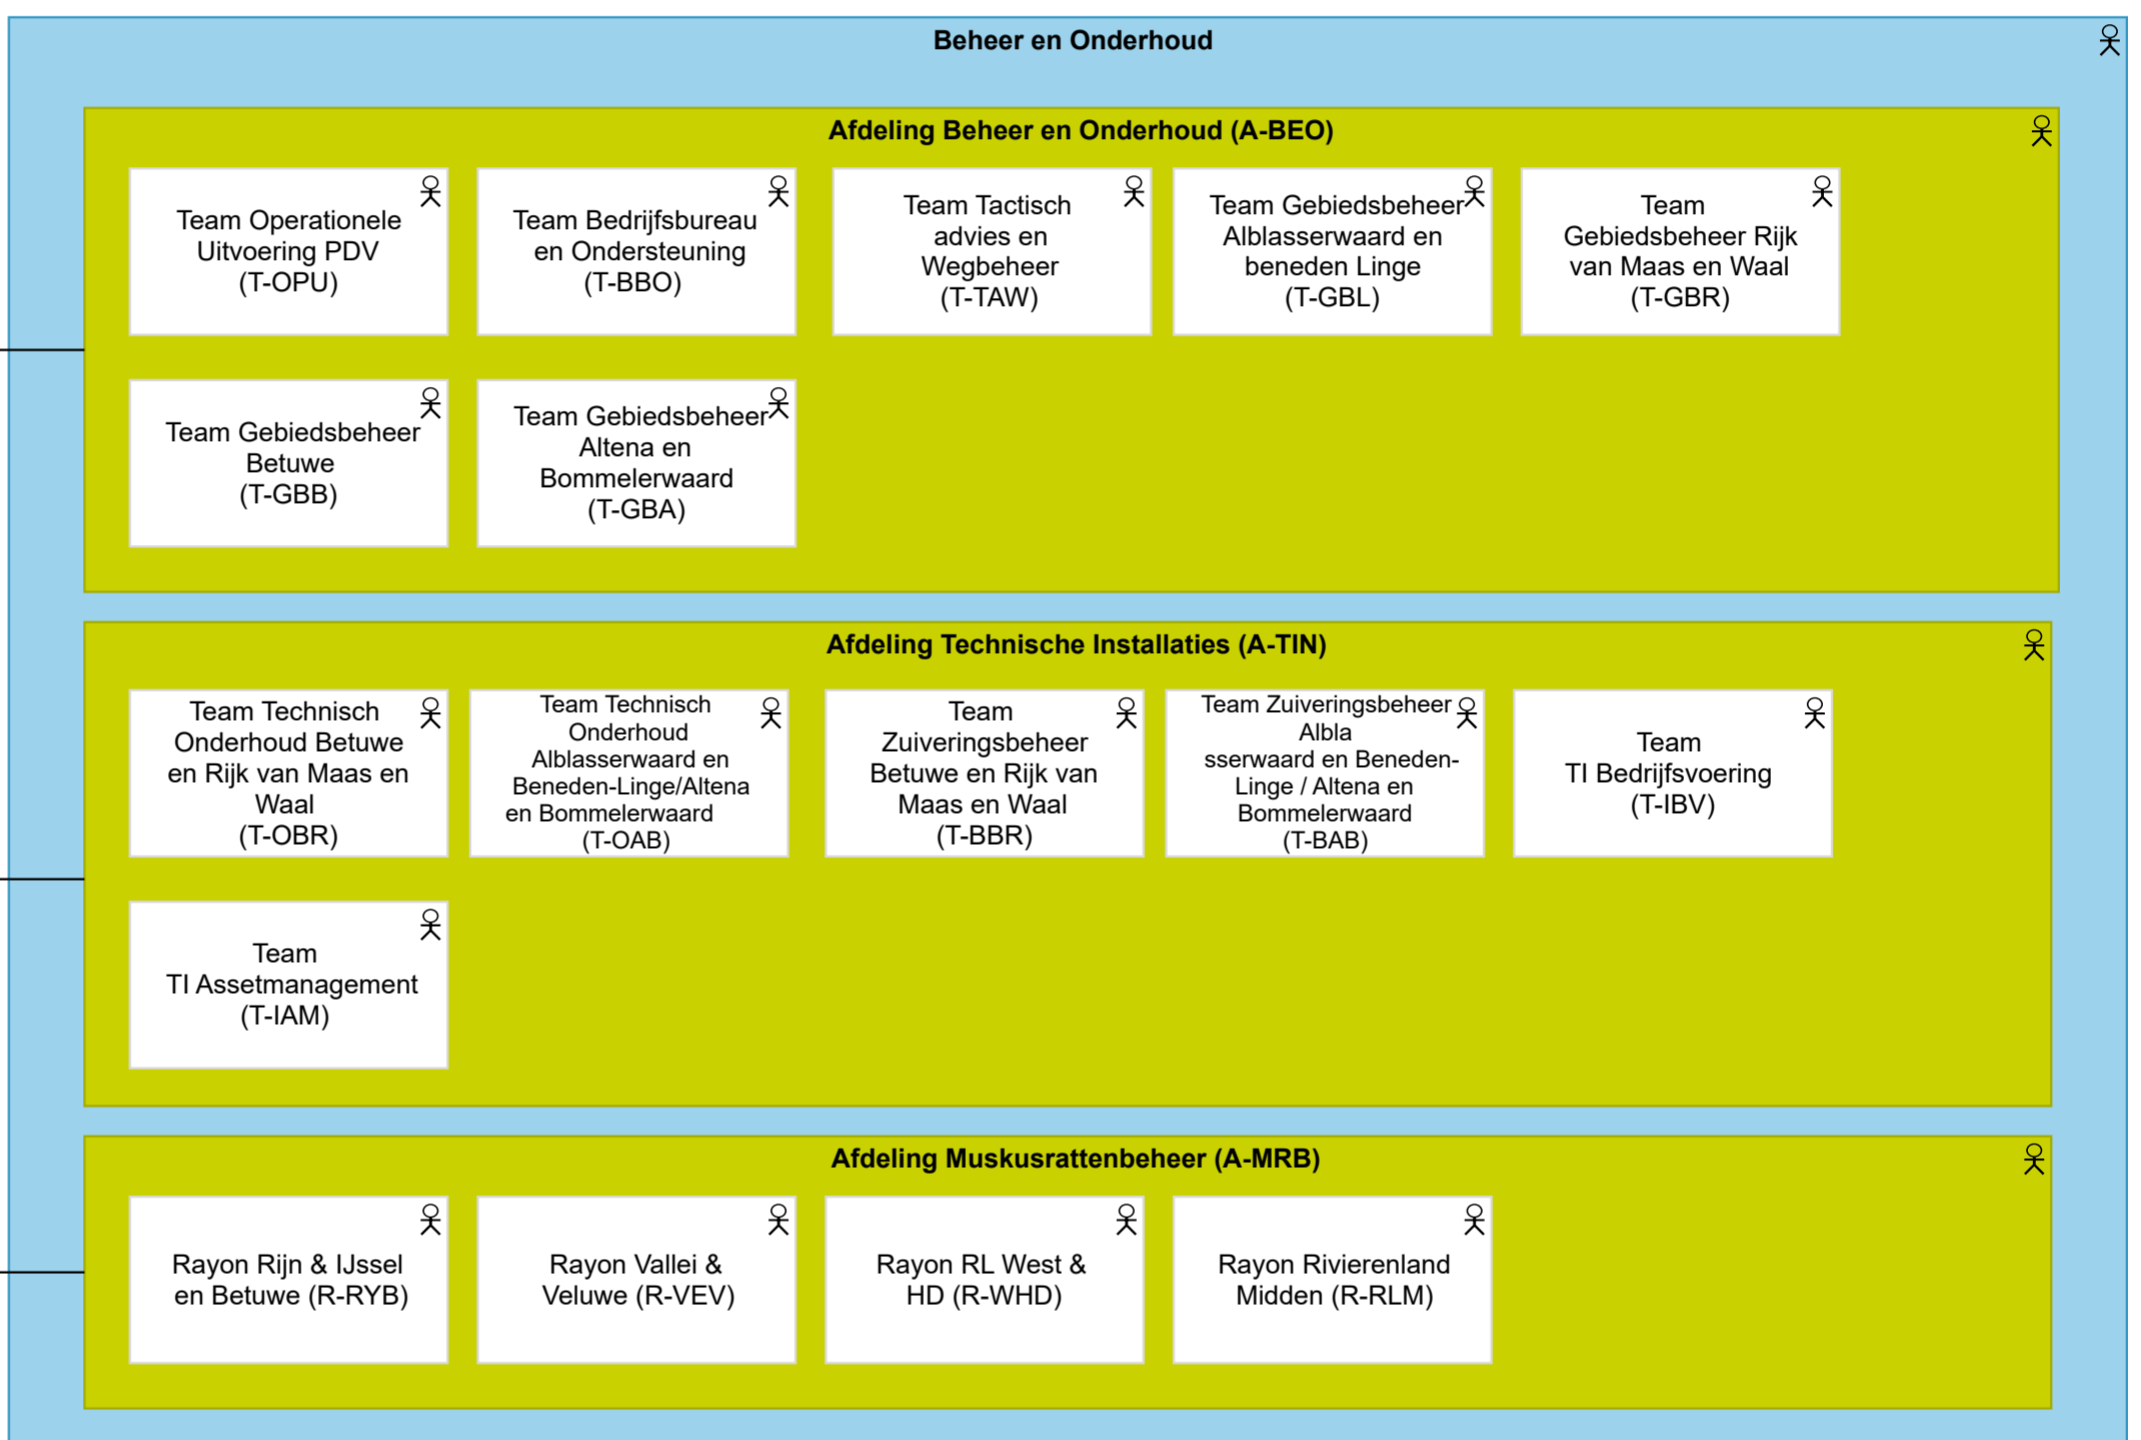 Beheer en Onderhoud
Afdeling Beheer en Onderhoud (A-BEO)
Team Operationele
Uitvoering PDV
(T-OPU)
Team Bedrijfsbureau
en Ondersteuning
(T-BBO)
Team Tactisch
advies en
Wegbeheer
(T-TAW)
Team Gebiedsbeheer
Alblasserwaard en
beneden Linge
(T-GBL)
Team
Gebiedsbeheer Rijk
van Maas en Waal
(T-GBR)
Team Gebiedsbeheer
Betuwe
(T-GBB)
Team Gebiedsbeheer
Altena en
Bommelerwaard
(T-GBA)
Afdeling Technische Installaties (A-TIN)
Team Technisch
Onderhoud Betuwe
en Rijk van Maas en
Waal
(T-OBR)
Team Technisch
Onderhoud
Alblasserwaard en
Beneden-Linge/Altena
en Bommelerwaard
(T-OAB)
Team
Zuiveringsbeheer
Betuwe en Rijk van
Maas en Waal
(T-BBR)
Team Zuiveringsbeheer
Albla
sserwaard en Beneden-
Linge / Altena en
Bommelerwaard
(T-BAB)
Team
TI Bedrijfsvoering
(T-IBV)
Team
TI Assetmanagement
(T-IAM)
Afdeling Muskusrattenbeheer (A-MRB)
Rayon Rijn & IJssel
en Betuwe (R-RYB)
Rayon Vallei &
Veluwe (R-VEV)
Rayon RL West &
HD (R-WHD)
Rayon Rivierenland
Midden (R-RLM)